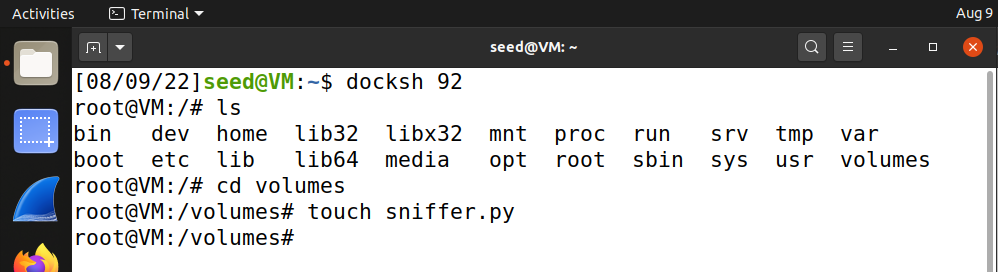 Activities Terminal Aug 9
seed@VM: ~
[08/09/22]seed@VM:~$ docksh 92
root@VM:/# ls
bin dev home lib32 libx32 mnt proc run srv tmp var
boot etc lib lib64 media opt root sbin sys usr volumes
root@VM:/# cd volumes
root@VM:/volumes# touch sniffer.py
root@VM:/volumes#